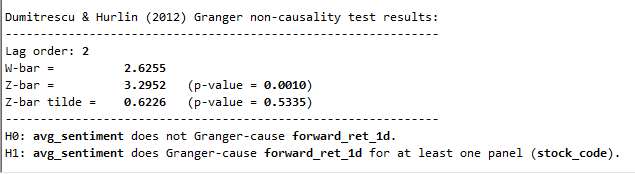 Dumitrescu & Hurlin (2012) Granger non-causality test results:
--------------------------------------------------------------
Lag order: 2
W-bar =          2.6255
Z-bar =          3.2952   (p-value = 0.0010)
Z-bar tilde =    0.6226   (p-value = 0.5335)
--------------------------------------------------------------
H0: avg_sentiment does not Granger-cause forward_ret_1d.
H1: avg_sentiment does Granger-cause forward_ret_1d for at least one panel (stock_code).